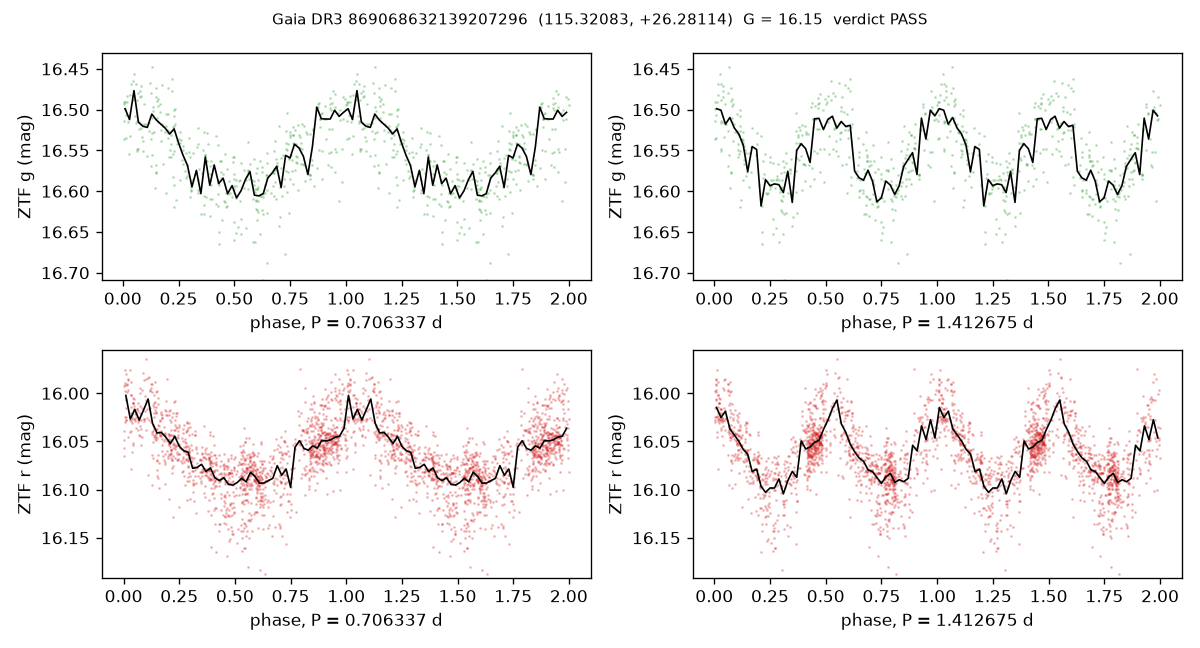 Gaia DR3 869068632139207296 (115.32083, +26.28114) G = 16.15 verdict PASS
ZTF g (mag)
16.45
16.50
16.55
16.60
16.65
16.70
0.00 0.25 0.50 0.75 1.00 1.25 1.50 1.75 2.00
phase, P = 0.706337 d
ZTF g (mag)
16.45
16.50
16.55
16.60
16.65
16.70
0.00 0.25 0.50 0.75 1.00 1.25 1.50 1.75 2.00
phase, P = 1.412675 d
ZTF r (mag)
16.00
16.05
16.10
16.15
0.00 0.25 0.50 0.75 1.00 1.25 1.50 1.75 2.00
phase, P = 0.706337 d
ZTF r (mag)
16.00
16.05
16.10
16.15
0.00 0.25 0.50 0.75 1.00 1.25 1.50 1.75 2.00
phase, P = 1.412675 d